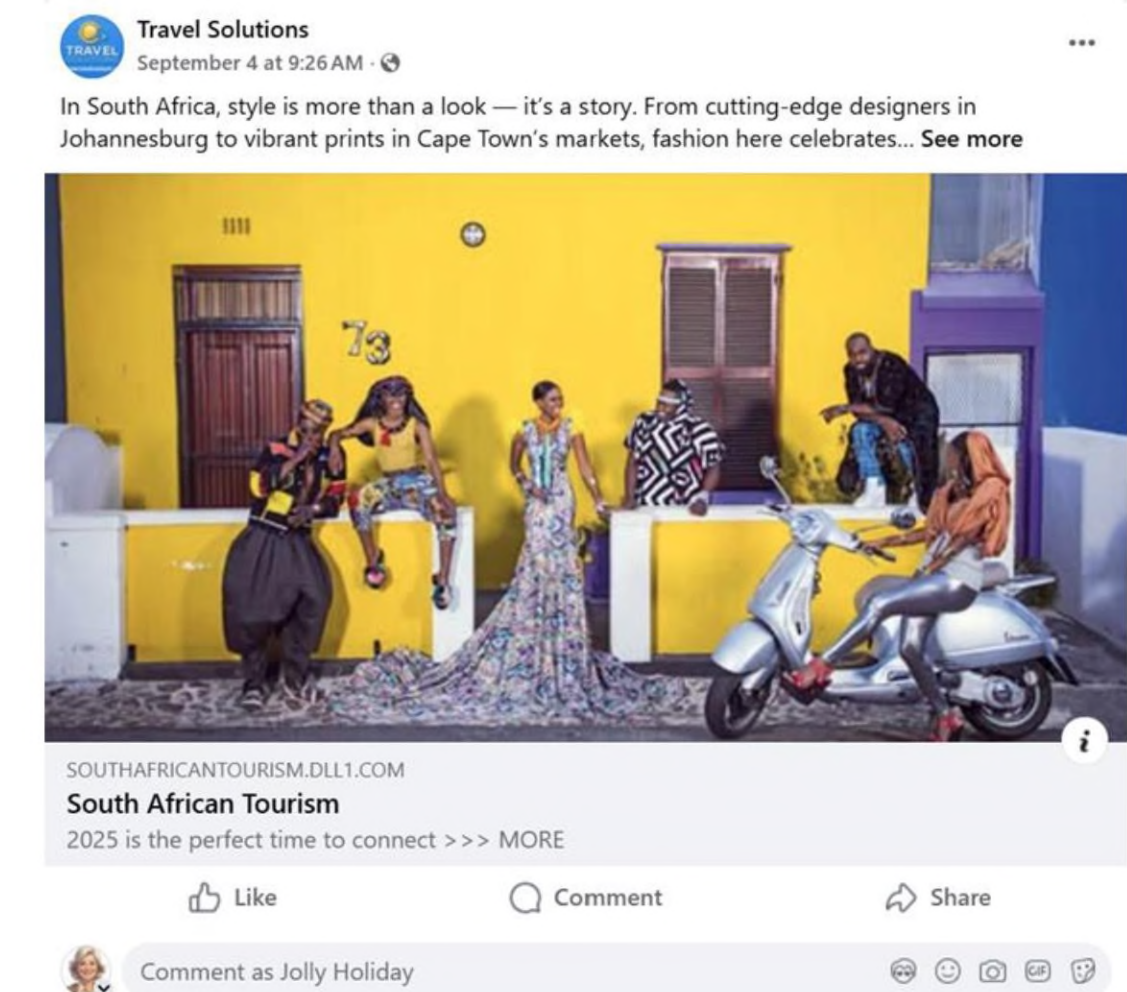 TRAVEL
Travel Solutions
September 4 at 9:26 AM ·
In South Africa, style is more than a look — it's a story. From cutting-edge designers in
Johannesburg to vibrant prints in Cape Town's markets, fashion here celebrates... See more
73
SOUTHAFRICANTOURISM.DLL1.COM
South African Tourism
2025 is the perfect time to connect >>> MORE
Like
Comment
Share
Comment as Jolly Holiday
GIF